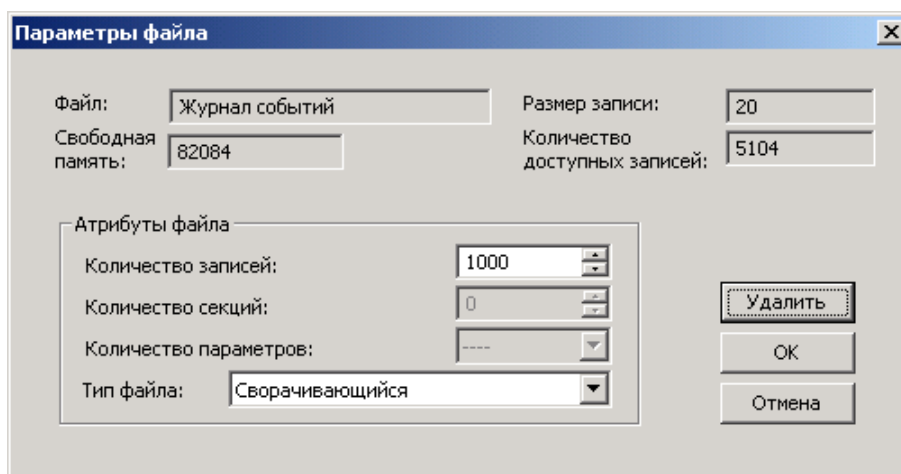 Параметры файла
Файл: Журнал событий Размер записи: 20
Свободная память: 82084 Количество доступных записей: 5104
Атрибуты файла
Количество записей: 1000
Количество секций: 0
Удалить
Количество параметров: ----
OK
Тип файла: Сворачивающийся
Отмена